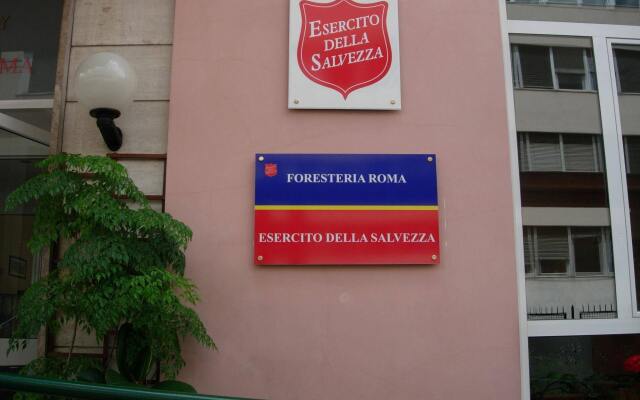 ESERCITO
DELLA
SALVEZZA
FORESTERIA ROMA
ESERCITO DELLA SALVEZZA